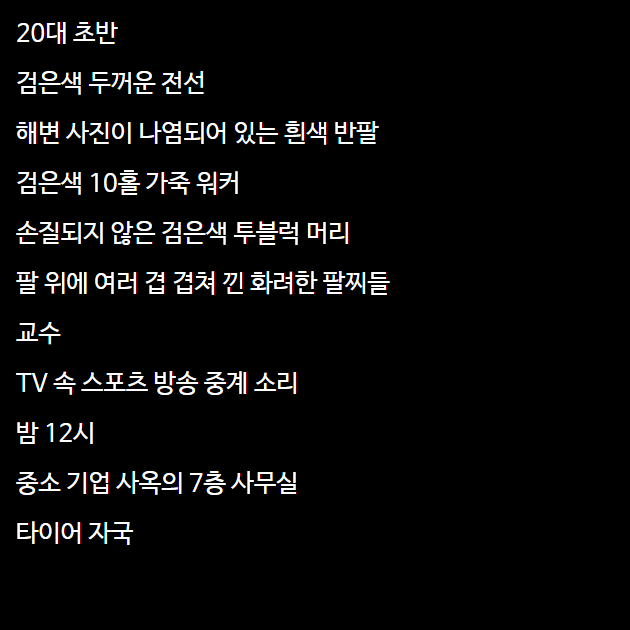 20대 초반
검은색 두꺼운 전선
해변 사진이 나염되어 있는 흰색 반팔
검은색 10홀 가죽 워커
손질되지 않은 검은색 투블럭 머리
팔 위에 여러 겹 겹쳐 낀 화려한 팔찌들
교수
TV 속 스포츠 방송 중계 소리
밤 12시
중소 기업 사옥의 7층 사무실
타이어 자국